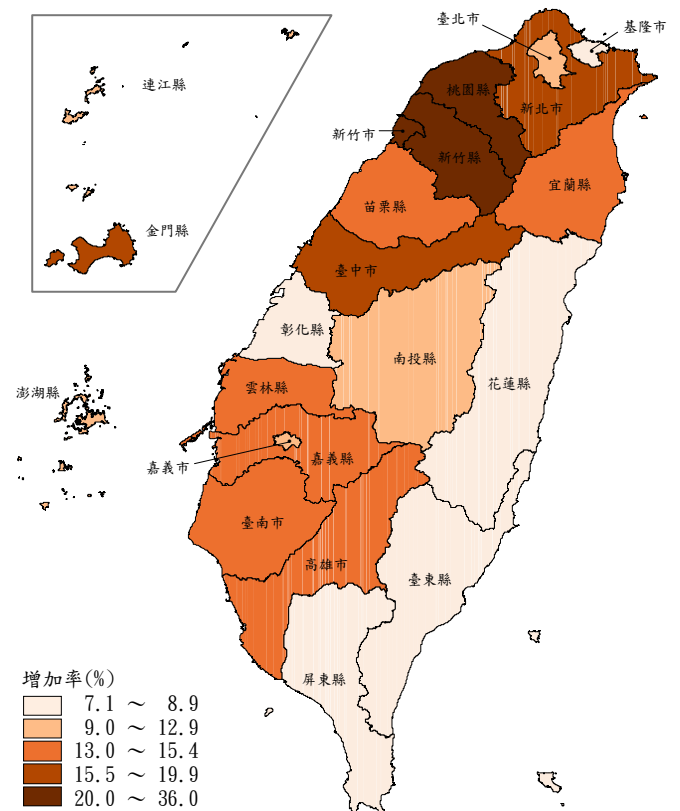 臺北市
基隆市
連江縣
桃園縣
新北市
新竹市
新竹縣
宜蘭縣
苗栗縣
金門縣
臺中市
彰化縣
南投縣
花蓮縣
澎湖縣
雲林縣
嘉義市
嘉義縣
臺南市
高雄市
臺東縣
屏東縣
增加率(%)
7.1 ～ 8.9
9.0 ～ 12.9
13.0 ～ 15.4
15.5 ～ 19.9
20.0 ～ 36.0